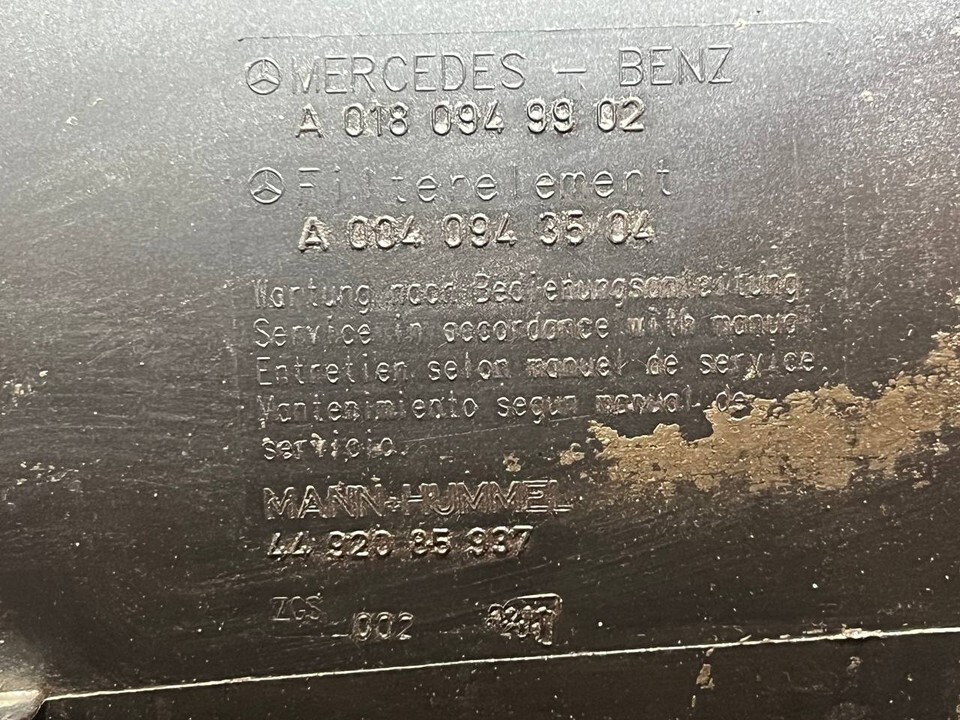 MERCEDES - BENZ
A 018 094 99 02
Filterelement
A 004 094 35 04
Wartung nach Bedienungsanleitung
Service in accordance with manual
Entretien selon manuel de service.
Mantenimiento segun manual de
servicio.
MANN+HUMMEL
44 920 85 937
ZGS 002